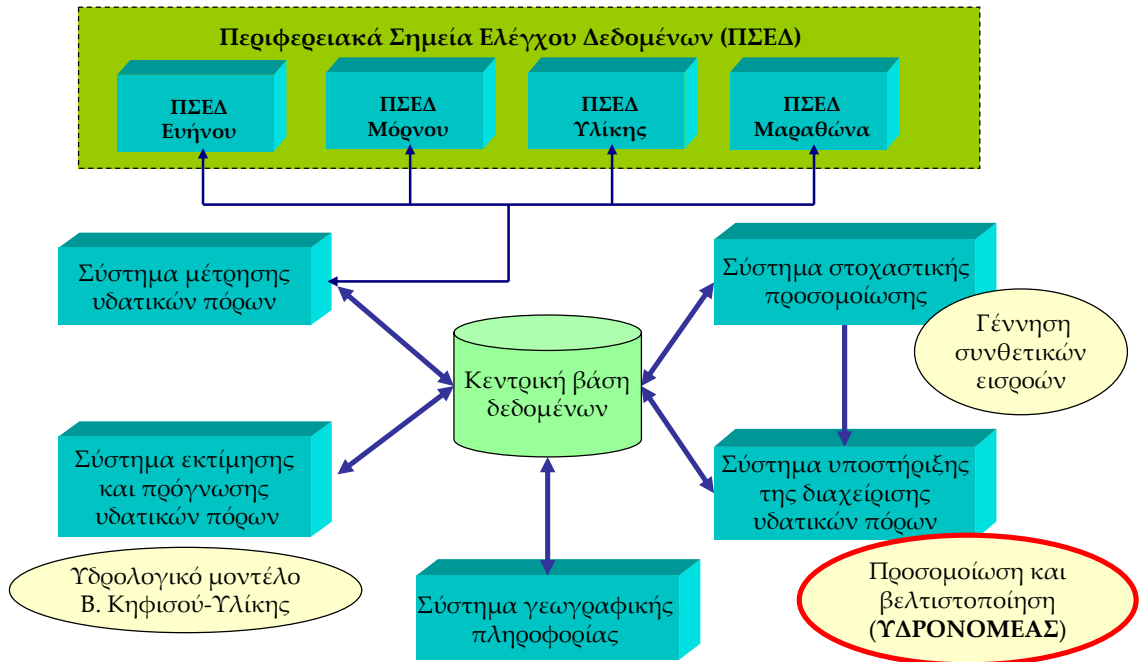 Περιφερειακά Σημεία Ελέγχου Δεδομένων (ΠΣΕΔ)
ΠΣΕΔ
Ευήνου
ΠΣΕΔ
Μόρνου
ΠΣΕΔ
Υλίκης
ΠΣΕΔ
Μαραθώνα
Σύστημα μέτρησης
υδατικών πόρων
Σύστημα στοχαστικής
προσομοίωσης
Γέννηση
συνθετικών
εισροών
Κεντρική βάση
δεδομένων
Σύστημα εκτίμησης
και πρόγνωσης
υδατικών πόρων
Σύστημα υποστήριξης
της διαχείρισης
υδατικών πόρων
Υδρολογικό μοντέλο
Β. Κηφισού-Υλίκης
Σύστημα γεωγραφικής
πληροφορίας
Προσομοίωση και
βελτιστοποίηση
(ΥΔΡΟΝΟΜΕΑΣ)